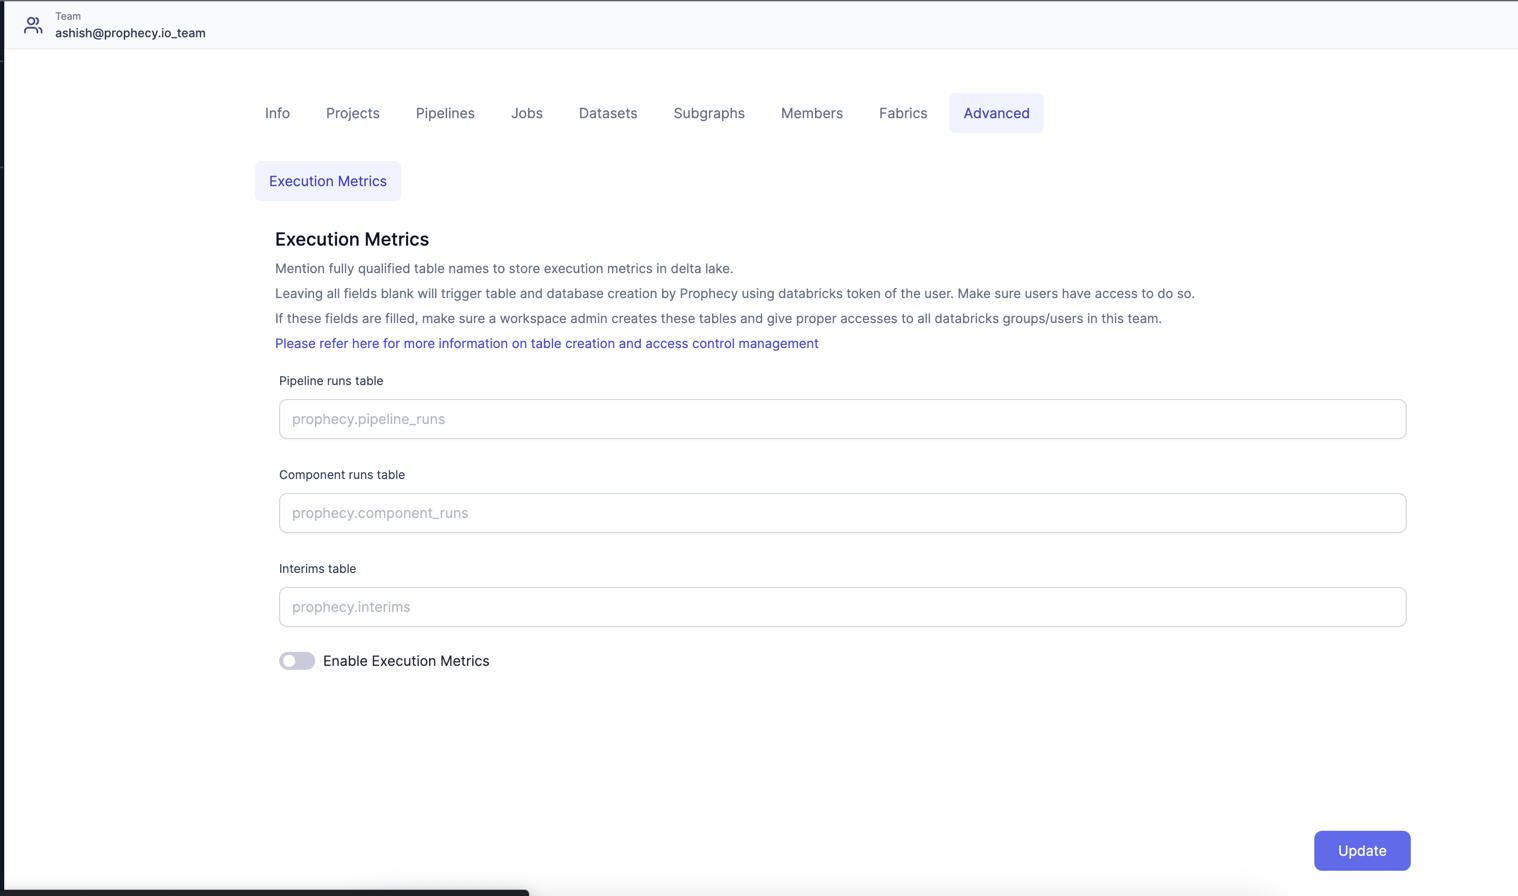 Team
ashish@prophecy.io_team
Info Projects Pipelines Jobs Datasets Subgraphs Members Fabrics Advanced
Execution Metrics
Execution Metrics
Mention fully qualified table names to store execution metrics in delta lake.
Leaving all fields blank will trigger table and database creation by Prophecy using databricks token of the user. Make sure users have access to do so.
If these fields are filled, make sure a workspace admin creates these tables and give proper accesses to all databricks groups/users in this team.
Please refer here for more information on table creation and access control management
Pipeline runs table
prophecy.pipeline_runs
Component runs table
prophecy.component_runs
Interims table
prophecy.interims
Enable Execution Metrics
Update